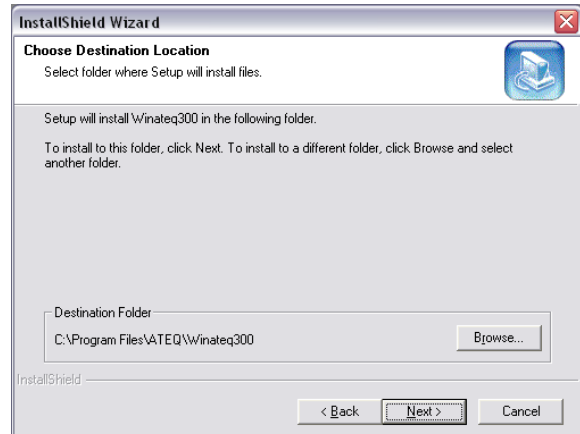 InstallShield Wizard
Choose Destination Location
Select folder where Setup will install files.
Setup will install Winateq300 in the following folder.
To install to this folder, click Next. To install to a different folder, click Browse and select
another folder.
Destination Folder
C:\Program Files\ATEQ\Winateq300
Browse...
InstallShield
< Back
Next >
Cancel